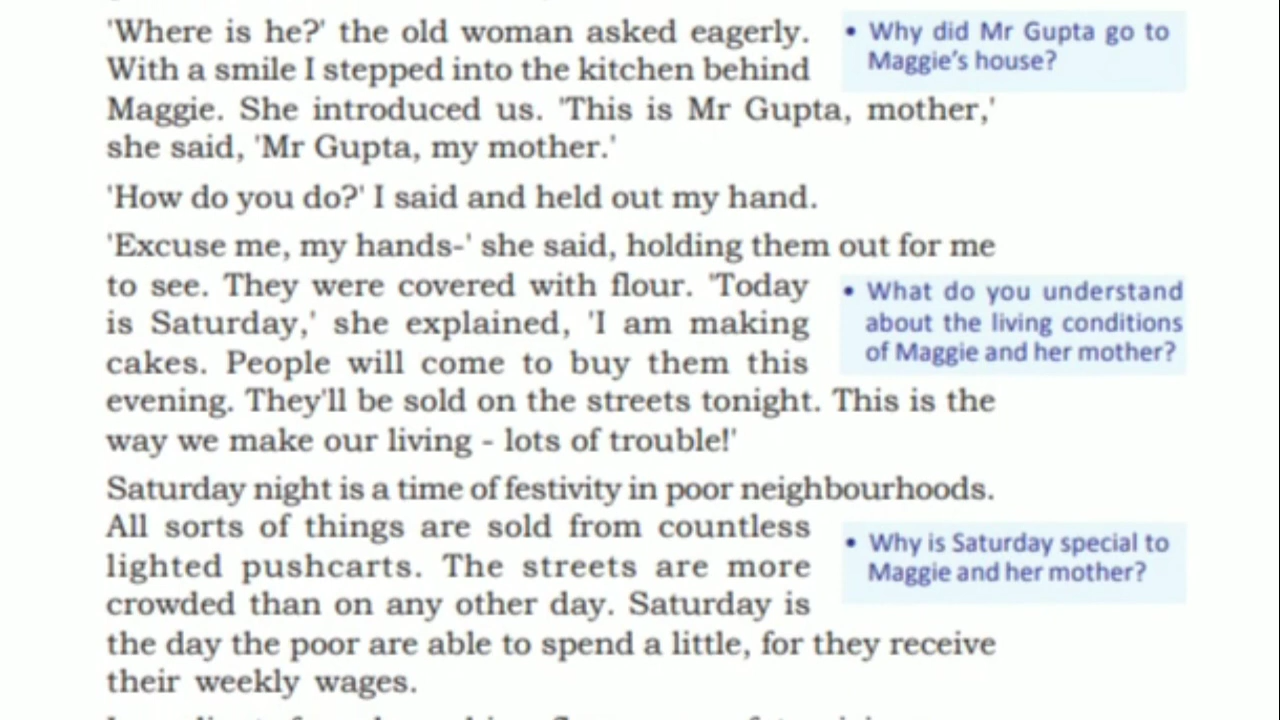 'Where is he?' the old woman asked eagerly.
With a smile I stepped into the kitchen behind
Maggie. She introduced us. 'This is Mr Gupta, mother,'
she said, 'Mr Gupta, my mother.'
• Why did Mr Gupta go to
Maggie's house?
'How do you do?' I said and held out my hand.
'Excuse me, my hands-' she said, holding them out for me
to see. They were covered with flour. 'Today
is Saturday,' she explained, 'I am making
cakes. People will come to buy them this
evening. They'll be sold on the streets tonight. This is the
way we make our living - lots of trouble!'
• What do you understand
about the living conditions
of Maggie and her mother?
Saturday night is a time of festivity in poor neighbourhoods.
All sorts of things are sold from countless
lighted pushcarts. The streets are more
crowded than on any other day. Saturday is
the day the poor are able to spend a little, for they receive
their weekly wages.
• Why is Saturday special to
Maggie and her mother?